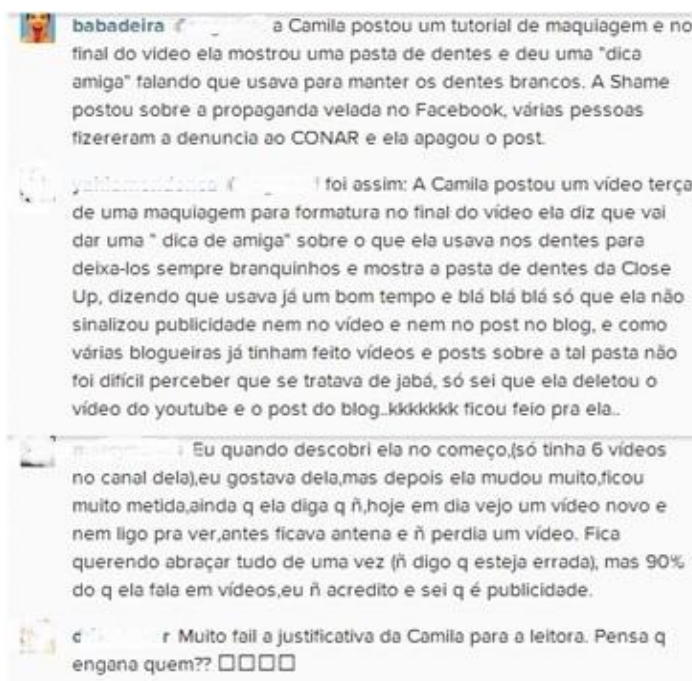 babadeira a Camila postou um tutorial de maquiagem e no
final do video ela mostrou uma pasta de dentes e deu uma "dica
amiga" falando que usava para manter os dentes brancos. A Shame
postou sobre a propaganda velada no Facebook, várias pessoas
fizereram a denuncia ao CONAR e ela apagou o post.
foi assim: A Camila postou um vídeo terça
de uma maquiagem para formatura no final do vídeo ela diz que vai
dar uma " dica de amiga" sobre o que ela usava nos dentes para
deixa-los sempre branquinhos e mostra a pasta de dentes da Close
Up, dizendo que usava já um bom tempo e blá blá blá só que ela não
sinalizou publicidade nem no vídeo e nem no post no blog, e como
várias blogueiras já tinham feito vídeos e posts sobre a tal pasta não
foi difícil perceber que se tratava de jabá, só sei que ela deletou o
vídeo do youtube e o post do blog..kkkkkkk ficou feio pra ela..
Eu quando descobri ela no começo,(só tinha 6 vídeos
no canal dela),eu gostava dela,mas depois ela mudou muito,ficou
muito metida,ainda q ela diga q ñ,hoje em dia vejo um vídeo novo e
nem ligo pra ver,antes ficava antena e ñ perdia um vídeo. Fica
querendo abraçar tudo de uma vez (ñ digo q esteja errada), mas 90%
do q ela fala em vídeos,eu ñ acredito e sei q é publicidade.
r Muito fail a justificativa da Camila para a leitora. Pensa q
engana quem?? □□□□